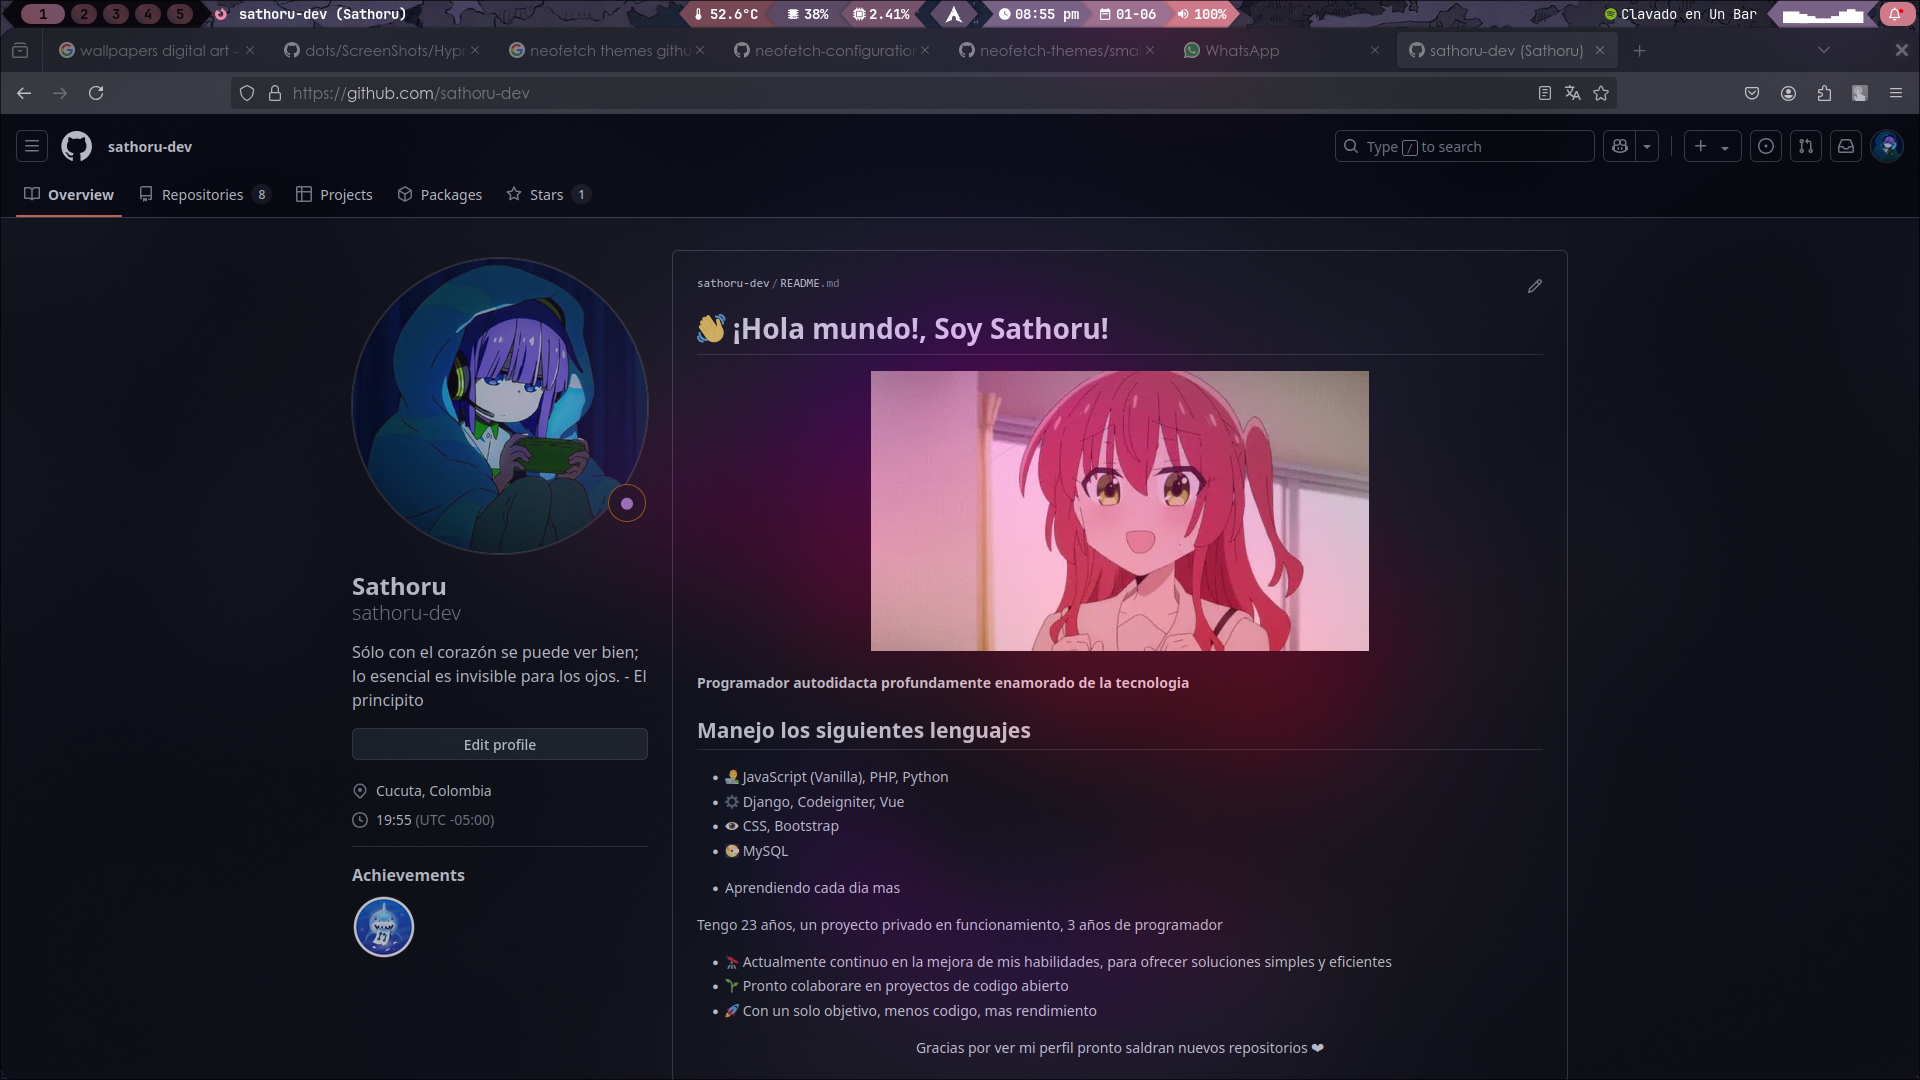 1 2 3 4 5 sathoru-dev (Sathoru) 52.6°C 38% 2.41% 08:55 pm 01-06 100% Clavado en Un Bar
wallpapers digital art - dots/ScreenShots/Hyp neofetch themes githu neofetch-configuration neofetch-themes/sma WhatsApp sathoru-dev (Sathoru)
https://github.com/sathoru-dev
sathoru-dev Type / to search
Overview Repositories 8 Projects Packages Stars 1
sathoru-dev / README.md
👋 ¡Hola mundo!, Soy Sathoru!
Sathoru
sathoru-dev
Sólo con el corazón se puede ver bien;
lo esencial es invisible para los ojos. - El
principito
Edit profile
Cucuta, Colombia
19:55 (UTC -05:00)
Achievements
Programador autodidacta profundamente enamorado de la tecnologia
Manejo los siguientes lenguajes
JavaScript (Vanilla), PHP, Python
Django, Codeigniter, Vue
CSS, Bootstrap
MySQL
Aprendiendo cada dia mas
Tengo 23 años, un proyecto privado en funcionamiento, 3 años de programador
Actualmente continuo en la mejora de mis habilidades, para ofrecer soluciones simples y eficientes
Pronto colaborare en proyectos de codigo abierto
Con un solo objetivo, menos codigo, mas rendimiento
Gracias por ver mi perfil pronto saldran nuevos repositorios ❤